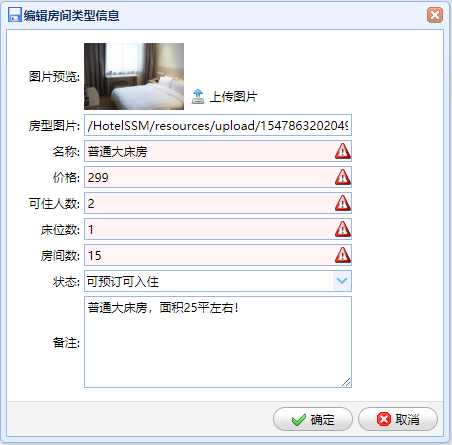 编辑房间类型信息
图片预览:
上传图片
房型图片: /HotelSSM/resources/upload/1547863202049
名称: 普通大床房
价格: 299
可住人数: 2
床位数: 1
房间数: 15
状态: 可预订可入住
备注: 普通大床房，面积25平左右!
确定 取消